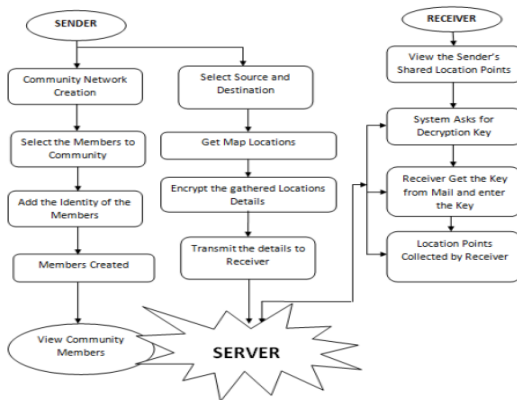 SENDER
Community Network
Creation
Select the Members to
Community
Add the Identity of the
Members
Members Created
View Community
Members
Select Source and
Destination
Get Map Locations
Encrypt the gathered Locations
Details
Transmit the details to
Receiver
SERVER
RECEIVER
View the Sender's
Shared Location Points
System Asks for
Decryption Key
Receiver Get the Key
from Mail and enter
the Key
Location Points
Collected by Receiver